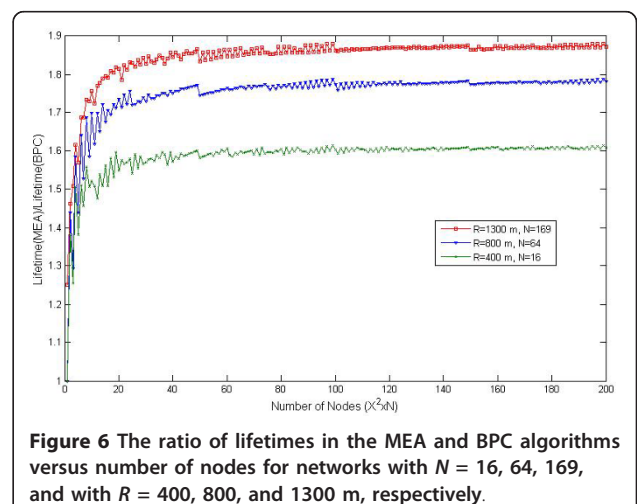 1.9
1.8
1.7
1.6
1.5
1.4
1.3
1.2
1.1
1
Lifetime(MEA)/Lifetime(BPC)
R=1300 m, N=169
R=800 m, N=64
R=400 m, N=16
0 20 40 60 80 100 120 140 160 180 200
Number of Nodes (X²xN)
Figure 6 The ratio of lifetimes in the MEA and BPC algorithms
versus number of nodes for networks with N = 16, 64, 169,
and with R = 400, 800, and 1300 m, respectively.